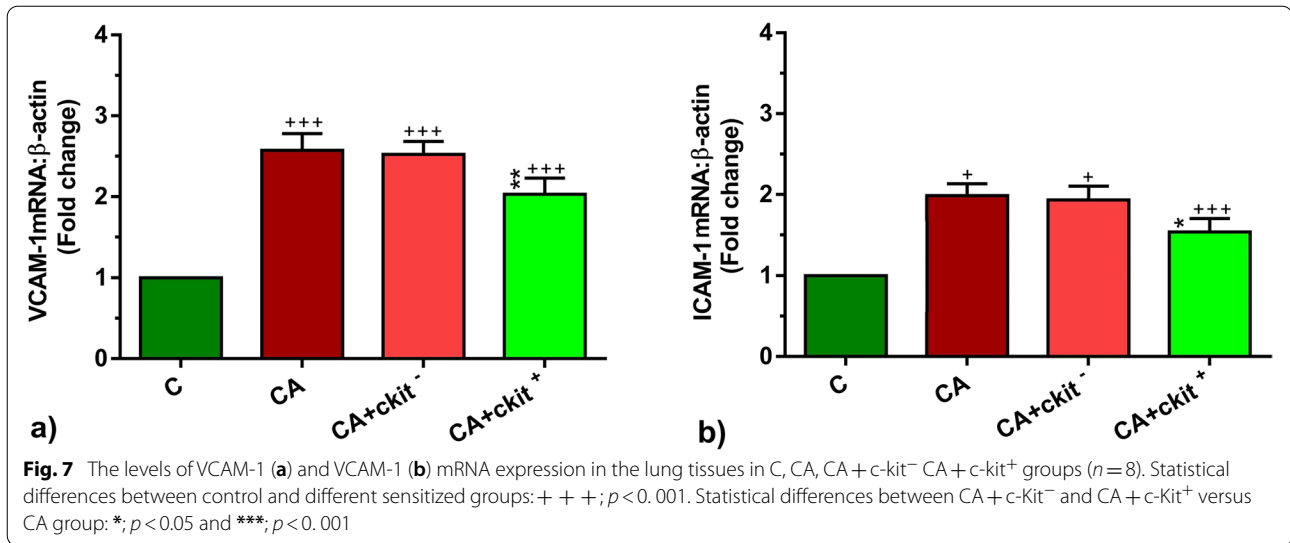 4
3
2
1
0
VCAM-1mRNA:β-actin
(Fold change)
+++
+++
**
+++
C
CA
CA+ckit -
CA+ckit +
a)
4
3
2
1
0
ICAM-1 mRNA:β-actin
(Fold change)
+
+
*
+++
C
CA
CA+ckit -
CA+ckit +
b)
Fig. 7 The levels of VCAM-1 (a) and VCAM-1 (b) mRNA expression in the lung tissues in C, CA, CA + c-kit− CA + c-kit+ groups (n = 8). Statistical
differences between control and different sensitized groups: + + +; p < 0. 001. Statistical differences between CA + c-Kit− and CA + c-Kit+ versus
CA group: *; p < 0.05 and ***; p < 0. 001